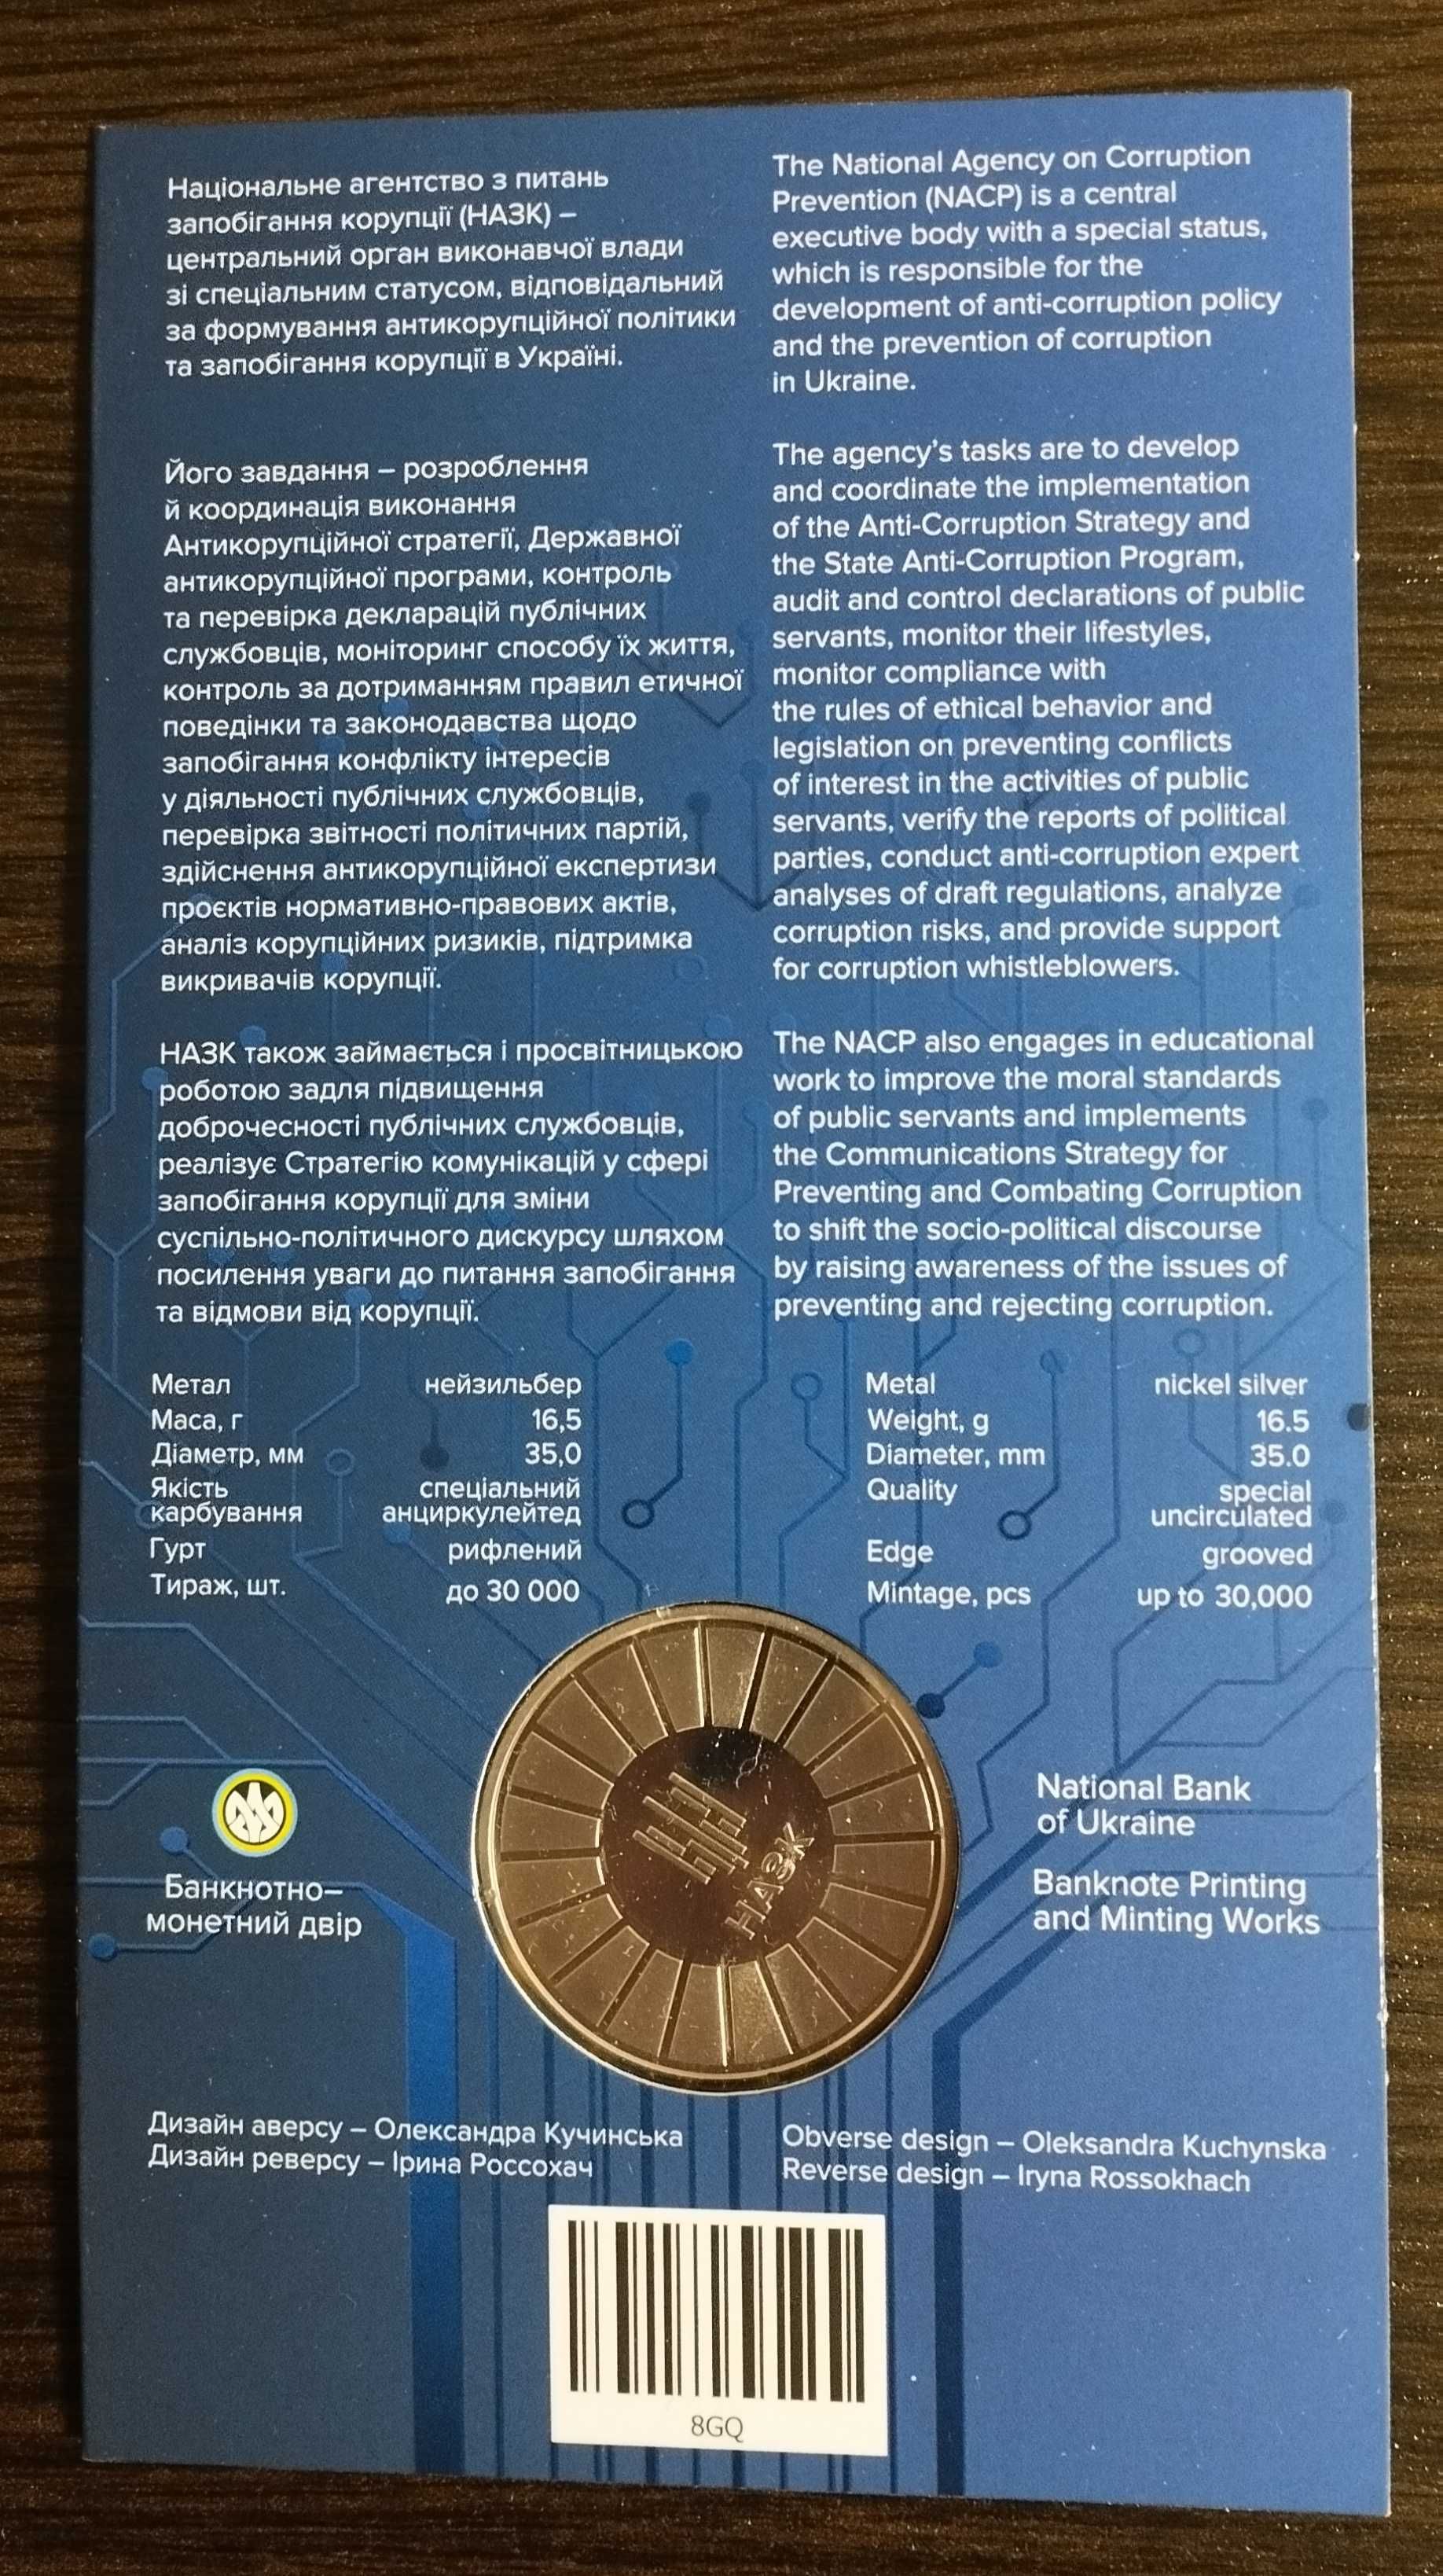 Національне агентство з питань
запобігання корупції (НАЗК) –
центральний орган виконавчої влади
зі спеціальним статусом, відповідальний
за формування антикорупційної політики
та запобігання корупції в Україні.
Його завдання – розроблення
й координація виконання
Антикорупційної стратегії, Державної
антикорупційної програми, контроль
та перевірка декларацій публічних
службовців, моніторинг способу їх життя,
контроль за дотриманням правил етичної
поведінки та законодавства щодо
запобігання конфлікту інтересів
у діяльності публічних службовців,
перевірка звітності політичних партій,
здійснення антикорупційної експертизи
проєктів нормативно-правових актів,
аналіз корупційних ризиків, підтримка
викривачів корупції.
НАЗК також займається і просвітницькою
роботою задля підвищення
доброчесності публічних службовців,
реалізує Стратегію комунікацій у сфері
запобігання корупції для зміни
суспільно-політичного дискурсу шляхом
посилення уваги до питання запобігання
та відмови від корупції.
The National Agency on Corruption
Prevention (NACP) is a central
executive body with a special status,
which is responsible for the
development of anti-corruption policy
and the prevention of corruption
in Ukraine.
The agency’s tasks are to develop
and coordinate the implementation
of the Anti-Corruption Strategy and
the State Anti-Corruption Program,
audit and control declarations of public
servants, monitor their lifestyles,
monitor compliance with
the rules of ethical behavior and
legislation on preventing conflicts
of interest in the activities of public
servants, verify the reports of political
parties, conduct anti-corruption expert
analyses of draft regulations, analyze
corruption risks, and provide support
for corruption whistleblowers.
The NACP also engages in educational
work to improve the moral standards
of public servants and implements
the Communications Strategy for
Preventing and Combating Corruption
to shift the socio-political discourse
by raising awareness of the issues of
preventing and rejecting corruption.
Метал нейзильбер
Маса, г 16,5
Діаметр, мм 35,0
Якість спеціальний
карбування анциркулейтед
Гурт рифлений
Тираж, шт. до 30 000
Metal nickel silver
Weight, g 16.5
Diameter, mm 35.0
Quality special
uncirculated
Edge grooved
Mintage, pcs up to 30,000
НАЗК
Банкнотно–
монетний двір
National Bank
of Ukraine
Banknote Printing
and Minting Works
Дизайн аверсу – Олександра Кучинська
Дизайн реверсу – Ірина Россохач
Obverse design – Oleksandra Kuchynska
Reverse design – Iryna Rossokhach
8GQ